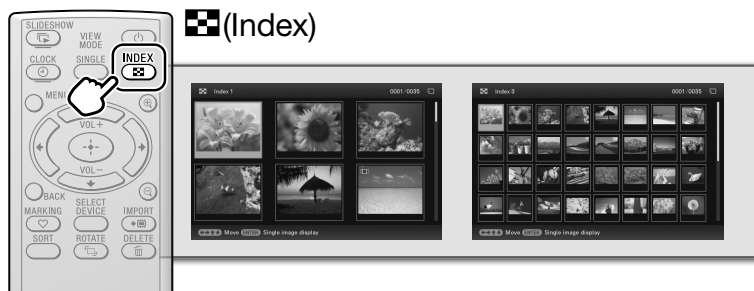 (Index)
SLIDESHOW
VIEW
MODE
CLOCK
SINGLE
INDEX
MENU
VOL+
VOL−
BACK
MARKING
SELECT
DEVICE
IMPORT
SORT
ROTATE
DELETE
Index 1
0001/0035
Move ENTER Single image display
Index 3
0001/0035
Move ENTER Single image display